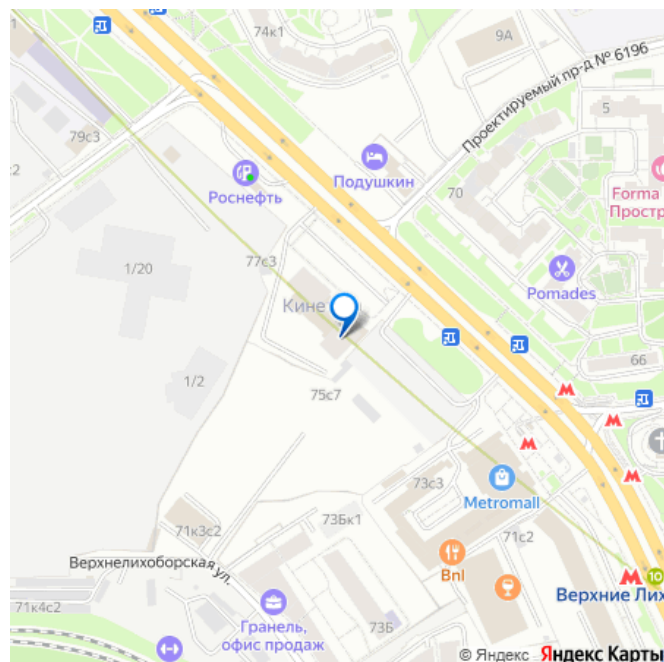 74к1
9А
Проектируемый пр-д № 6196
79с3
с2
Роснефть
Подушкин
5
70
Forma
Простр
77с3
1/20
Кине
Pomades
66
1/2
75с7
73с3
Metromall
71к3с2
73Бк1
71с2
Верхнелихоборская ул.
Bnl
10
Верхние Лих
71к4с2
Гранель,
офис продаж
73Б
© Яндекс Яндекс Карты